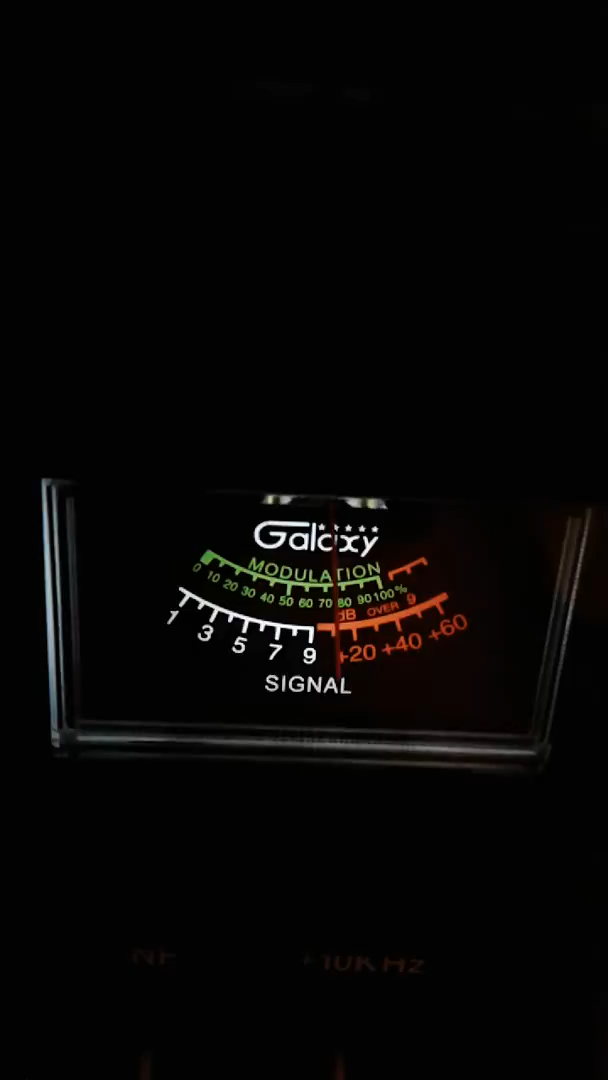 Galaxy
MODULATION
0 10 20 30 40 50 60 70 80 90 100%
dB OVER 9
1 3 5 7 9 +20 +40 +60
SIGNAL
+10KHz